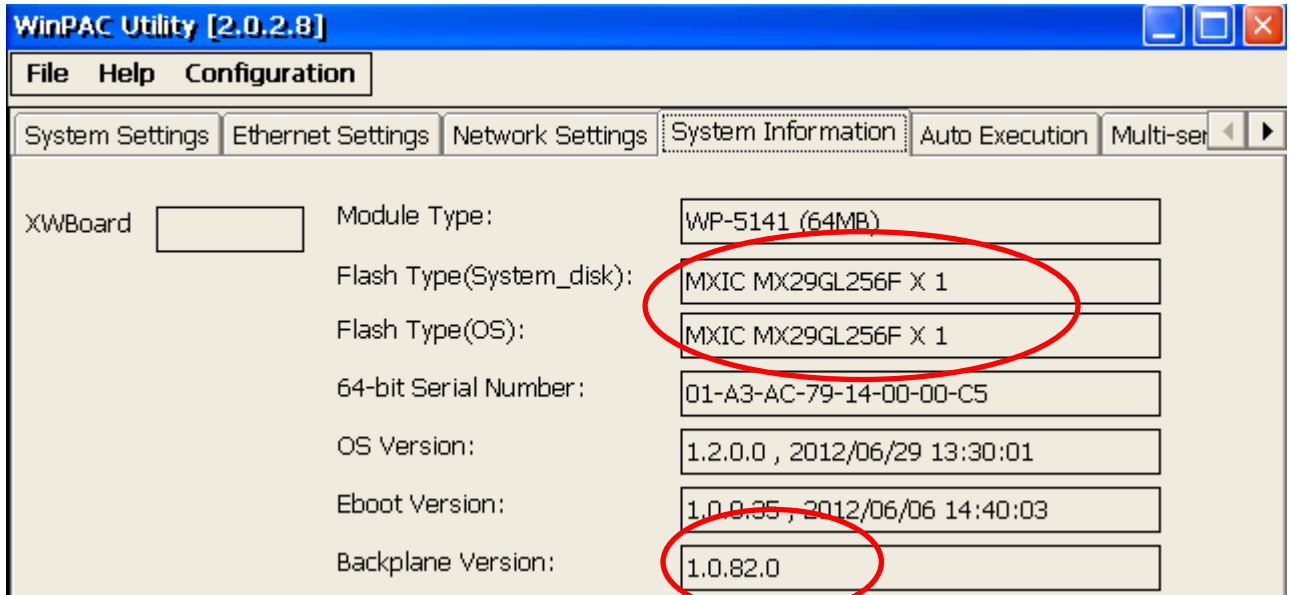 WinPAC Utility [2.0.2.8]
File Help Configuration
System Settings Ethernet Settings Network Settings System Information Auto Execution Multi-ser
XWBoard Module Type: WP-5141 (64MB)
Flash Type(System_disk): MXIC MX29GL256F X 1
Flash Type(OS): MXIC MX29GL256F X 1
64-bit Serial Number: 01-A3-AC-79-14-00-00-C5
OS Version: 1.2.0.0 , 2012/06/29 13:30:01
Eboot Version: 1.0.0.35 , 2012/06/06 14:40:03
Backplane Version: 1.0.82.0